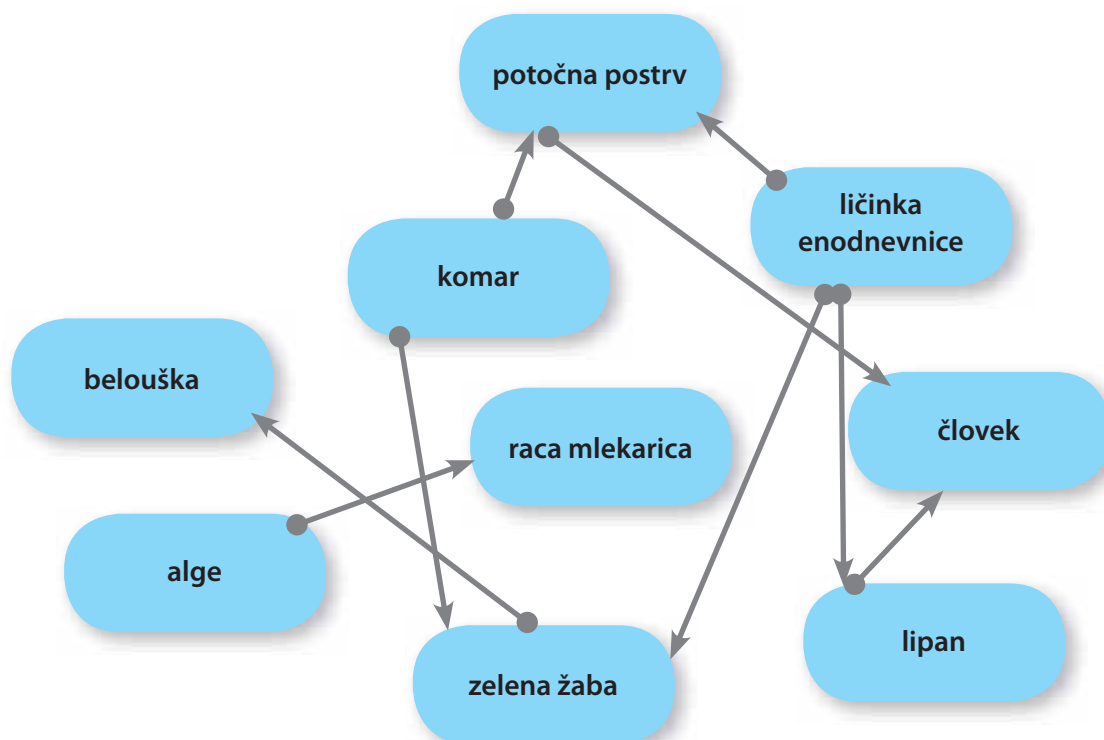 potočna postrv
ličinka
enodnevnice
komar
belouška
raca mlekarica
človek
alge
lipan
zelena žaba